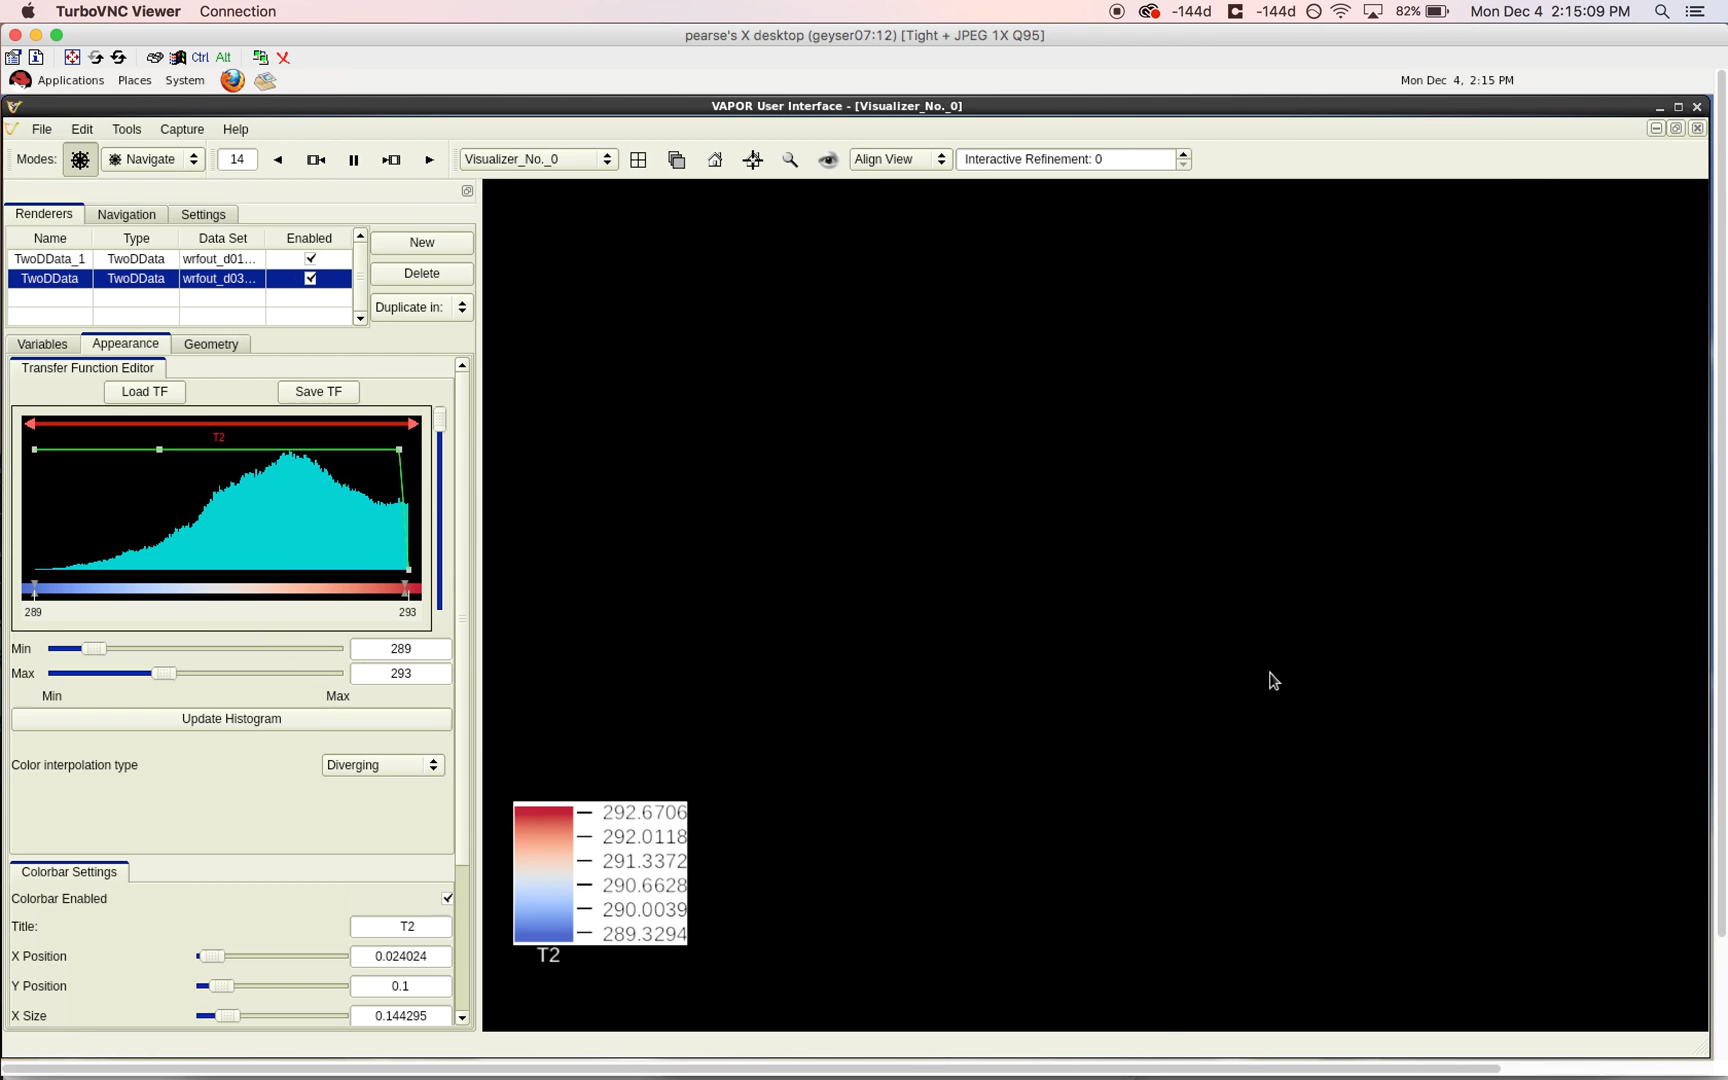 TurboVNC Viewer Connection -144d -144d 82% Mon Dec 4 2:15:09 PM
pearse's X desktop (geyser07:12) [Tight + JPEG 1X Q95]
Ctrl Alt
Applications Places System Mon Dec 4, 2:15 PM
VAPOR User Interface - [Visualizer_No._0]
File Edit Tools Capture Help
Modes: Navigate 14 Visualizer_No._0 Align View Interactive Refinement: 0
Renderers Navigation Settings
Name Type Data Set Enabled New
TwoDData_1 TwoDData wrfout_d01...
TwoDData TwoDData wrfout_d03... Delete
Duplicate in:
Variables Appearance Geometry
Transfer Function Editor
Load TF Save TF
T2
289 293
Min 289
Max 293
Min Max
Update Histogram
Color interpolation type Diverging
Colorbar Settings
Colorbar Enabled
Title: T2
X Position 0.024024
Y Position 0.1
X Size 0.144295
292.6706
292.0118
291.3372
290.6628
290.0039
289.3294
T2